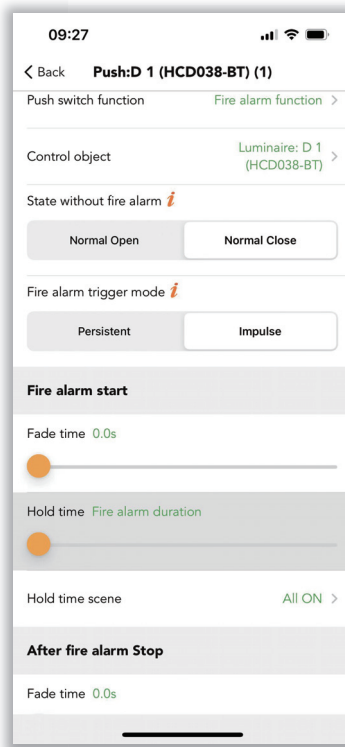 09:27
Back Push:D 1 (HCD038-BT) (1)
Push switch function Fire alarm function
Control object Luminaire: D 1
(HCD038-BT)
State without fire alarm i
Normal Open Normal Close
Fire alarm trigger mode i
Persistent Impulse
Fire alarm start
Fade time 0.0s
Hold time Fire alarm duration
Hold time scene All ON
After fire alarm Stop
Fade time 0.0s